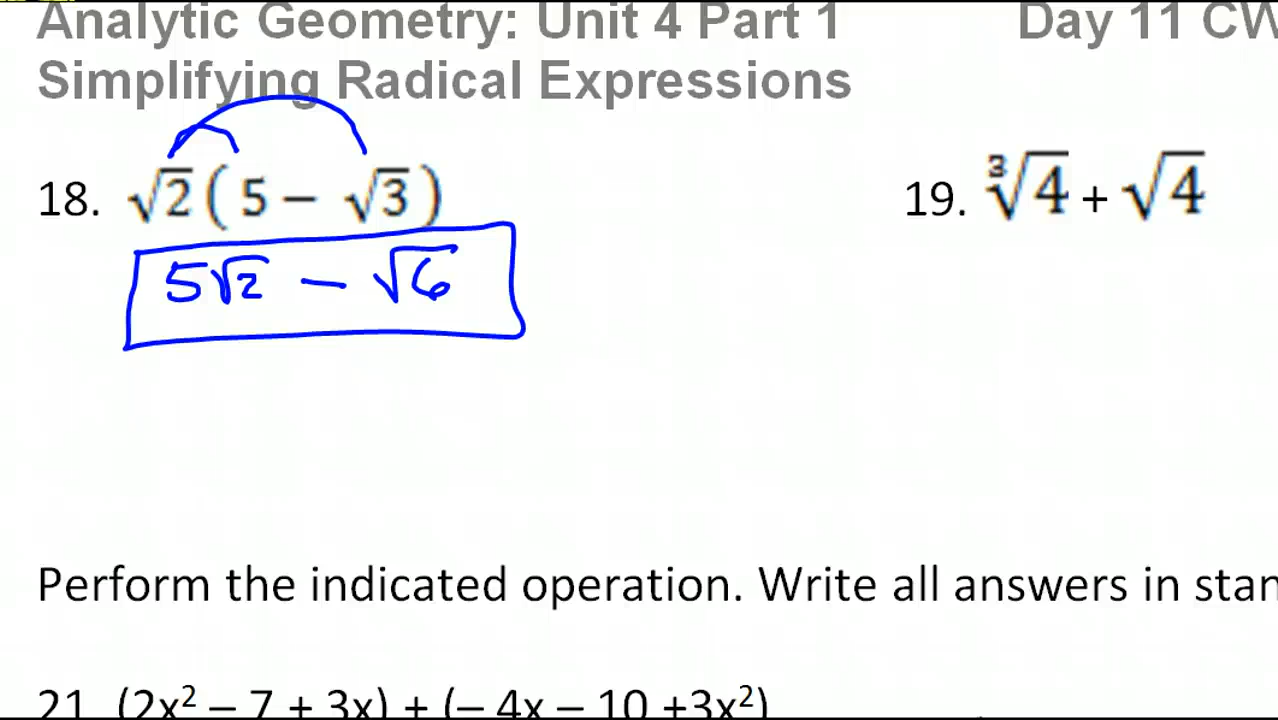 Analytic Geometry: Unit 4 Part 1 Day 11 CW
Simplifying Radical Expressions
18. √2(5 − √3) 19. ∛4 + √4
5√2 − √6
Perform the indicated operation. Write all answers in stan
21. (2x² – 7 + 3x) + (– 4x – 10 +3x²)